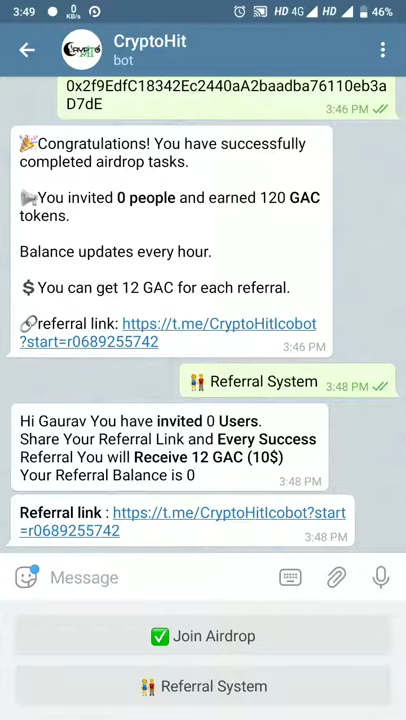 3:49
0
KB/s
HD 4G
HD
46%
CryptoHit
bot
0x2f9EdfC18342Ec2440aA2baadba76110eb3a
D7dE
3:46 PM
🎉Congratulations! You have successfully
completed airdrop tasks.
📢You invited 0 people and earned 120 GAC
tokens.
Balance updates every hour.
💲You can get 12 GAC for each referral.
🔗referral link: https://t.me/CryptoHitIcobot
?start=r0689255742
3:46 PM
👫 Referral System
3:48 PM
Hi Gaurav You have invited 0 Users.
Share Your Referral Link and Every Success
Referral You will Receive 12 GAC (10$)
Your Referral Balance is 0
3:48 PM
Referral link : https://t.me/CryptoHitIcobot?start
=r0689255742
3:48 PM
Message
✅ Join Airdrop
👫 Referral System